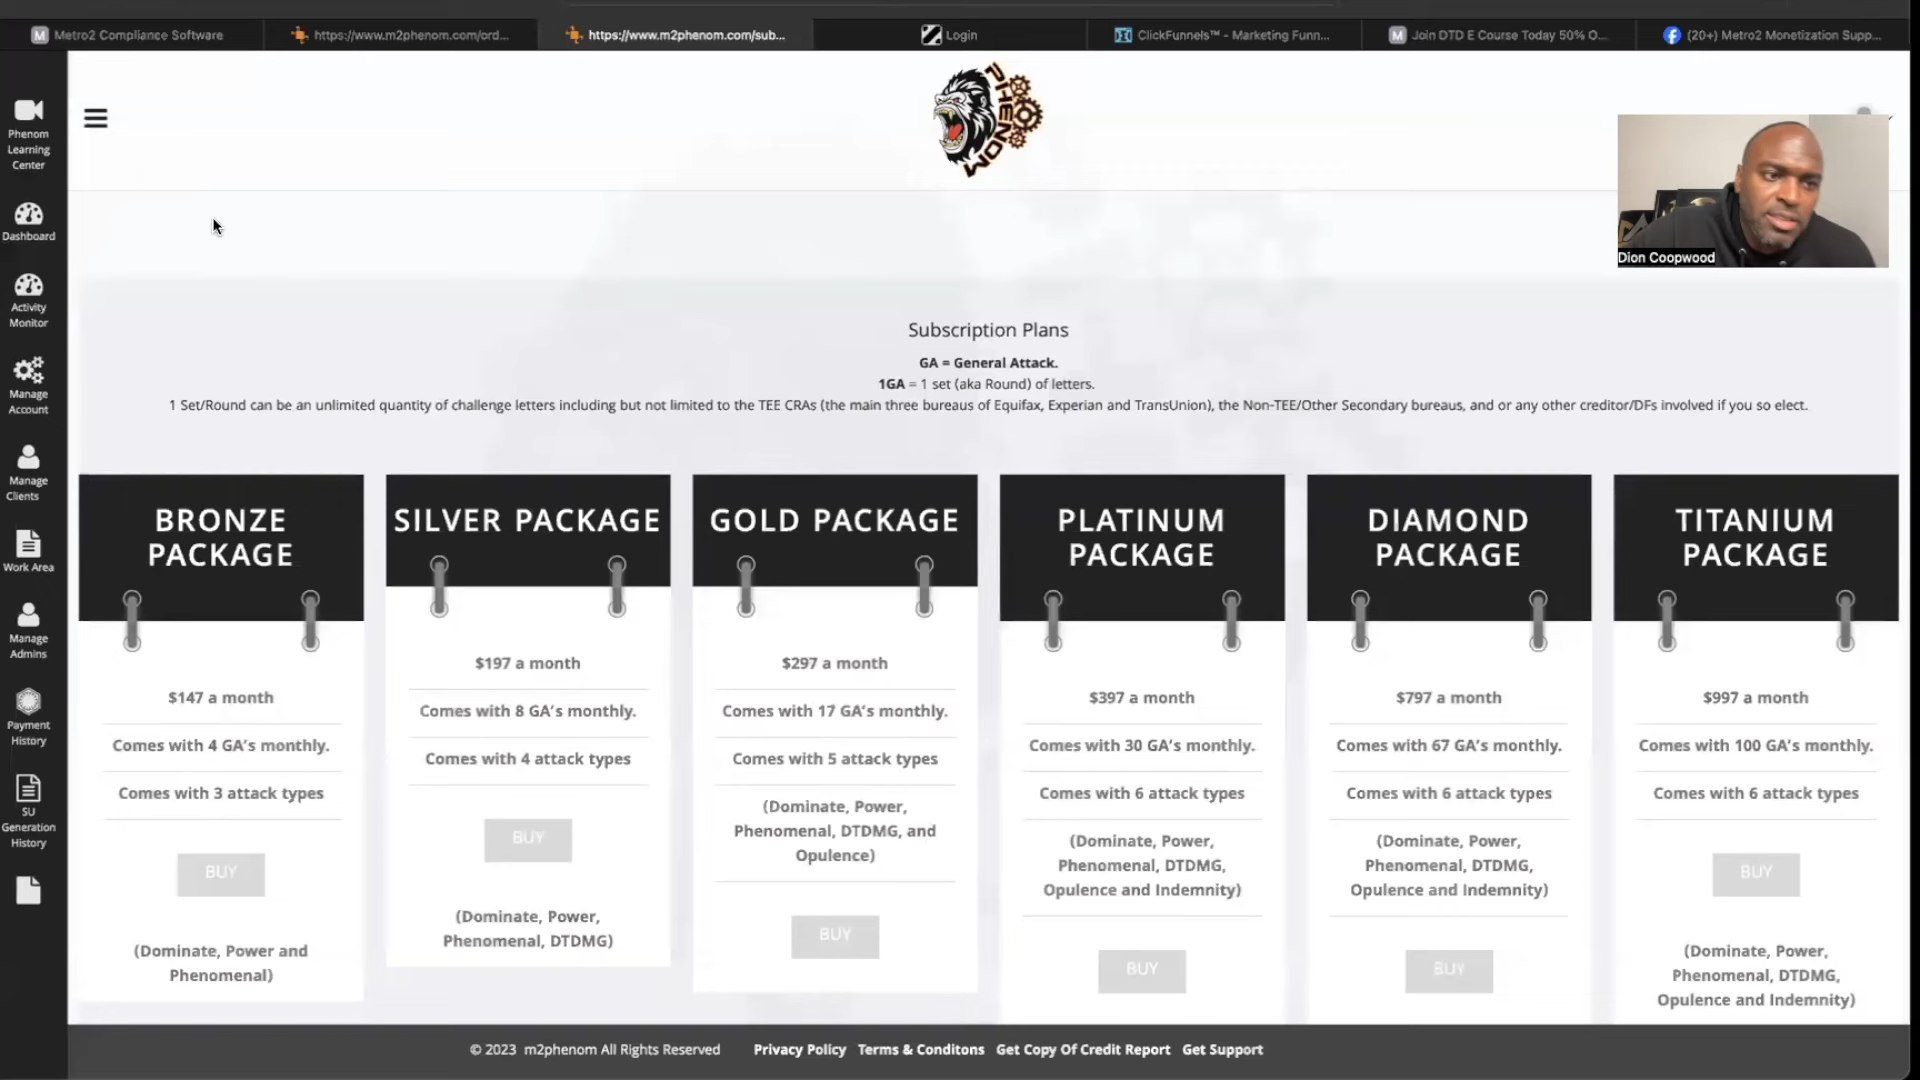 Metro2 Compliance Software
https://www.m2phenom.com/ord...
https://www.m2phenom.com/sub...
Login
ClickFunnels™ - Marketing Funn...
Join DTD E Course Today 50% O...
(20+) Metro2 Monetization Supp...
PHENOM
Phenom
Learning
Center
Dashboard
Activity
Monitor
Manage
Account
Manage
Clients
Work Area
Manage
Admins
Payment
History
SU
Generation
History
Dion Coopwood
Subscription Plans
GA = General Attack.
1GA = 1 set (aka Round) of letters.
1 Set/Round can be an unlimited quantity of challenge letters including but not limited to the TEE CRAs (the main three bureaus of Equifax, Experian and TransUnion), the Non-TEE/Other Secondary bureaus, and or any other creditor/DFs involved if you so elect.
BRONZE
PACKAGE
$147 a month
Comes with 4 GA's monthly.
Comes with 3 attack types
BUY
(Dominate, Power and
Phenomenal)
SILVER PACKAGE
$197 a month
Comes with 8 GA's monthly.
Comes with 4 attack types
BUY
(Dominate, Power,
Phenomenal, DTDMG)
GOLD PACKAGE
$297 a month
Comes with 17 GA's monthly.
Comes with 5 attack types
(Dominate, Power,
Phenomenal, DTDMG, and
Opulence)
BUY
PLATINUM
PACKAGE
$397 a month
Comes with 30 GA's monthly.
Comes with 6 attack types
(Dominate, Power,
Phenomenal, DTDMG,
Opulence and Indemnity)
BUY
DIAMOND
PACKAGE
$797 a month
Comes with 67 GA's monthly.
Comes with 6 attack types
(Dominate, Power,
Phenomenal, DTDMG,
Opulence and Indemnity)
BUY
TITANIUM
PACKAGE
$997 a month
Comes with 100 GA's monthly.
Comes with 6 attack types
BUY
(Dominate, Power,
Phenomenal, DTDMG,
Opulence and Indemnity)
© 2023 m2phenom All Rights Reserved
Privacy Policy
Terms & Conditons
Get Copy Of Credit Report
Get Support